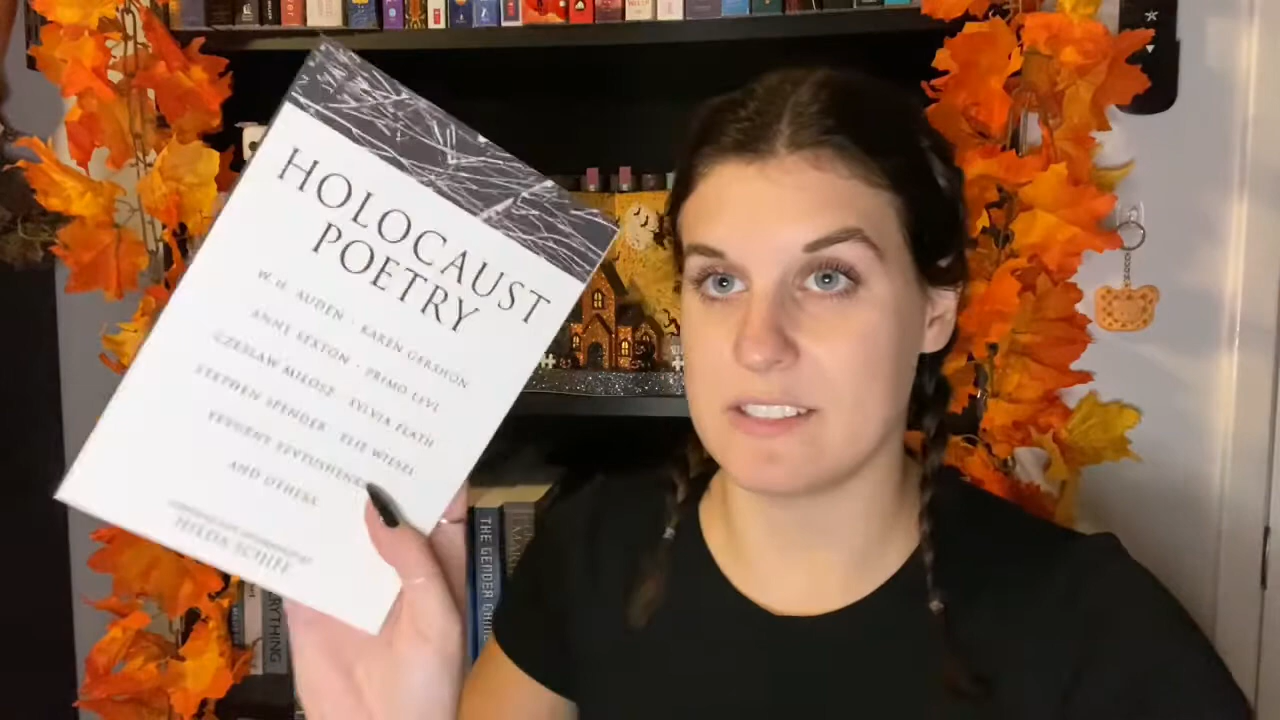 HOLOCAUST
POETRY
W. H. AUDEN · KAREN GERSHON
ANNE SEXTON · PRIMO LEVI
CZESLAW MILOSZ · SYLVIA PLATH
STEPHEN SPENDER · ELIE WIESEL
YEVGENY YEVTUSHENKO
AND OTHERS
HILDA SCHIFF
THE GENDER GAME